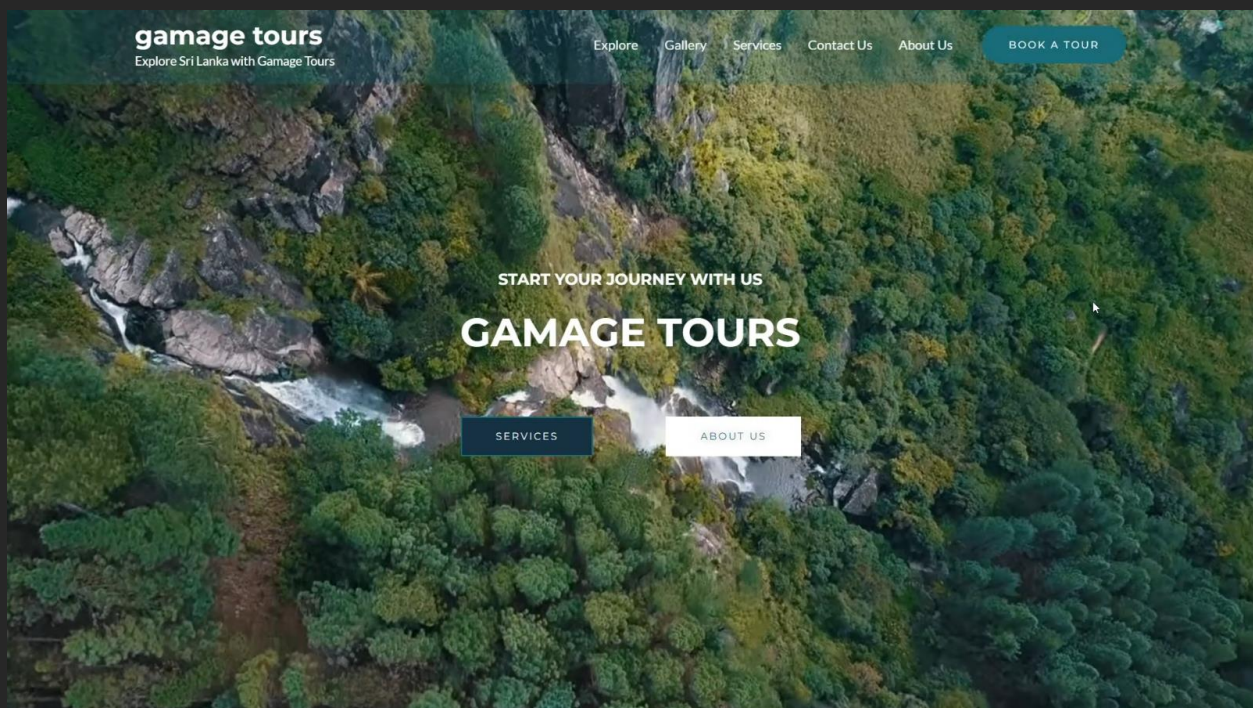 gamage tours
Explore Sri Lanka with Gamage Tours
Explore Gallery Services Contact Us About Us BOOK A TOUR
START YOUR JOURNEY WITH US
GAMAGE TOURS
SERVICES ABOUT US